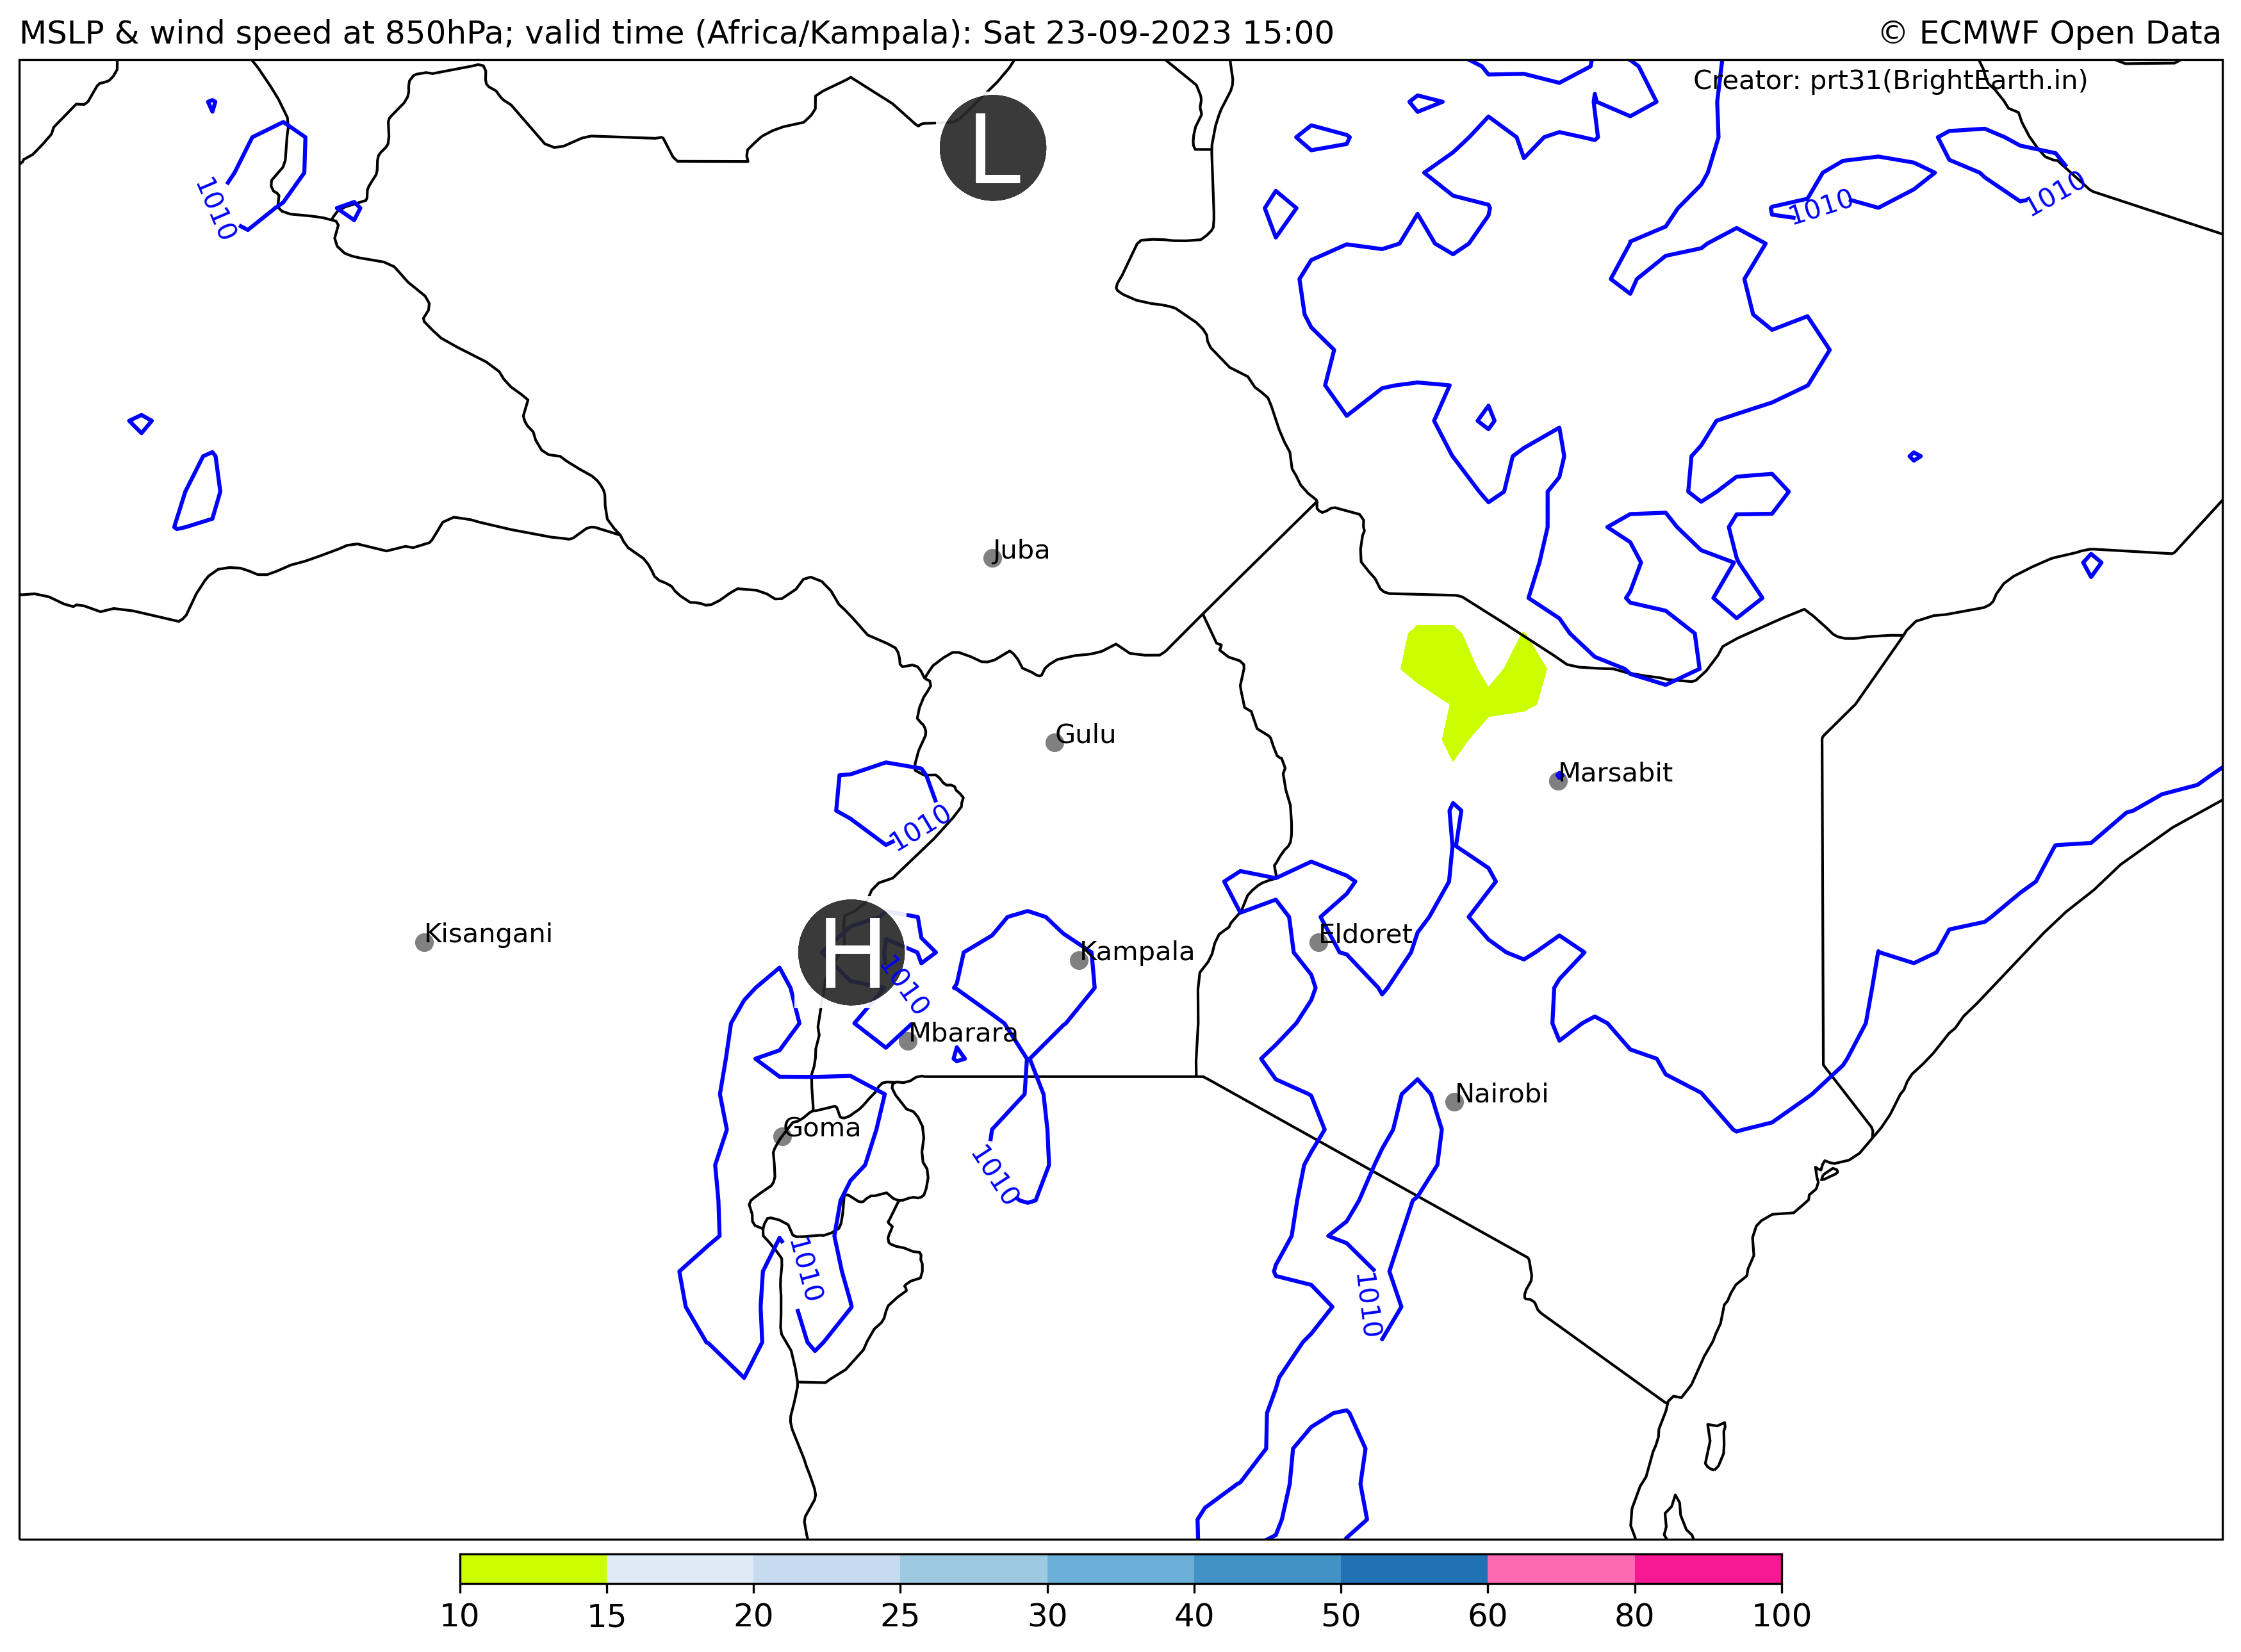 MSLP & wind speed at 850hPa; valid time (Africa/Kampala): Sat 23-09-2023 15:00
© ECMWF Open Data
Creator: prt31(BrightEarth.in)
L
1010
1010
1010
Juba
Gulu
Marsabit
1010
Kisangani
H
Kampala
Eldoret
1010
Mbarara
Nairobi
Goma
1010
1010
1010
10 15 20 25 30 40 50 60 80 100